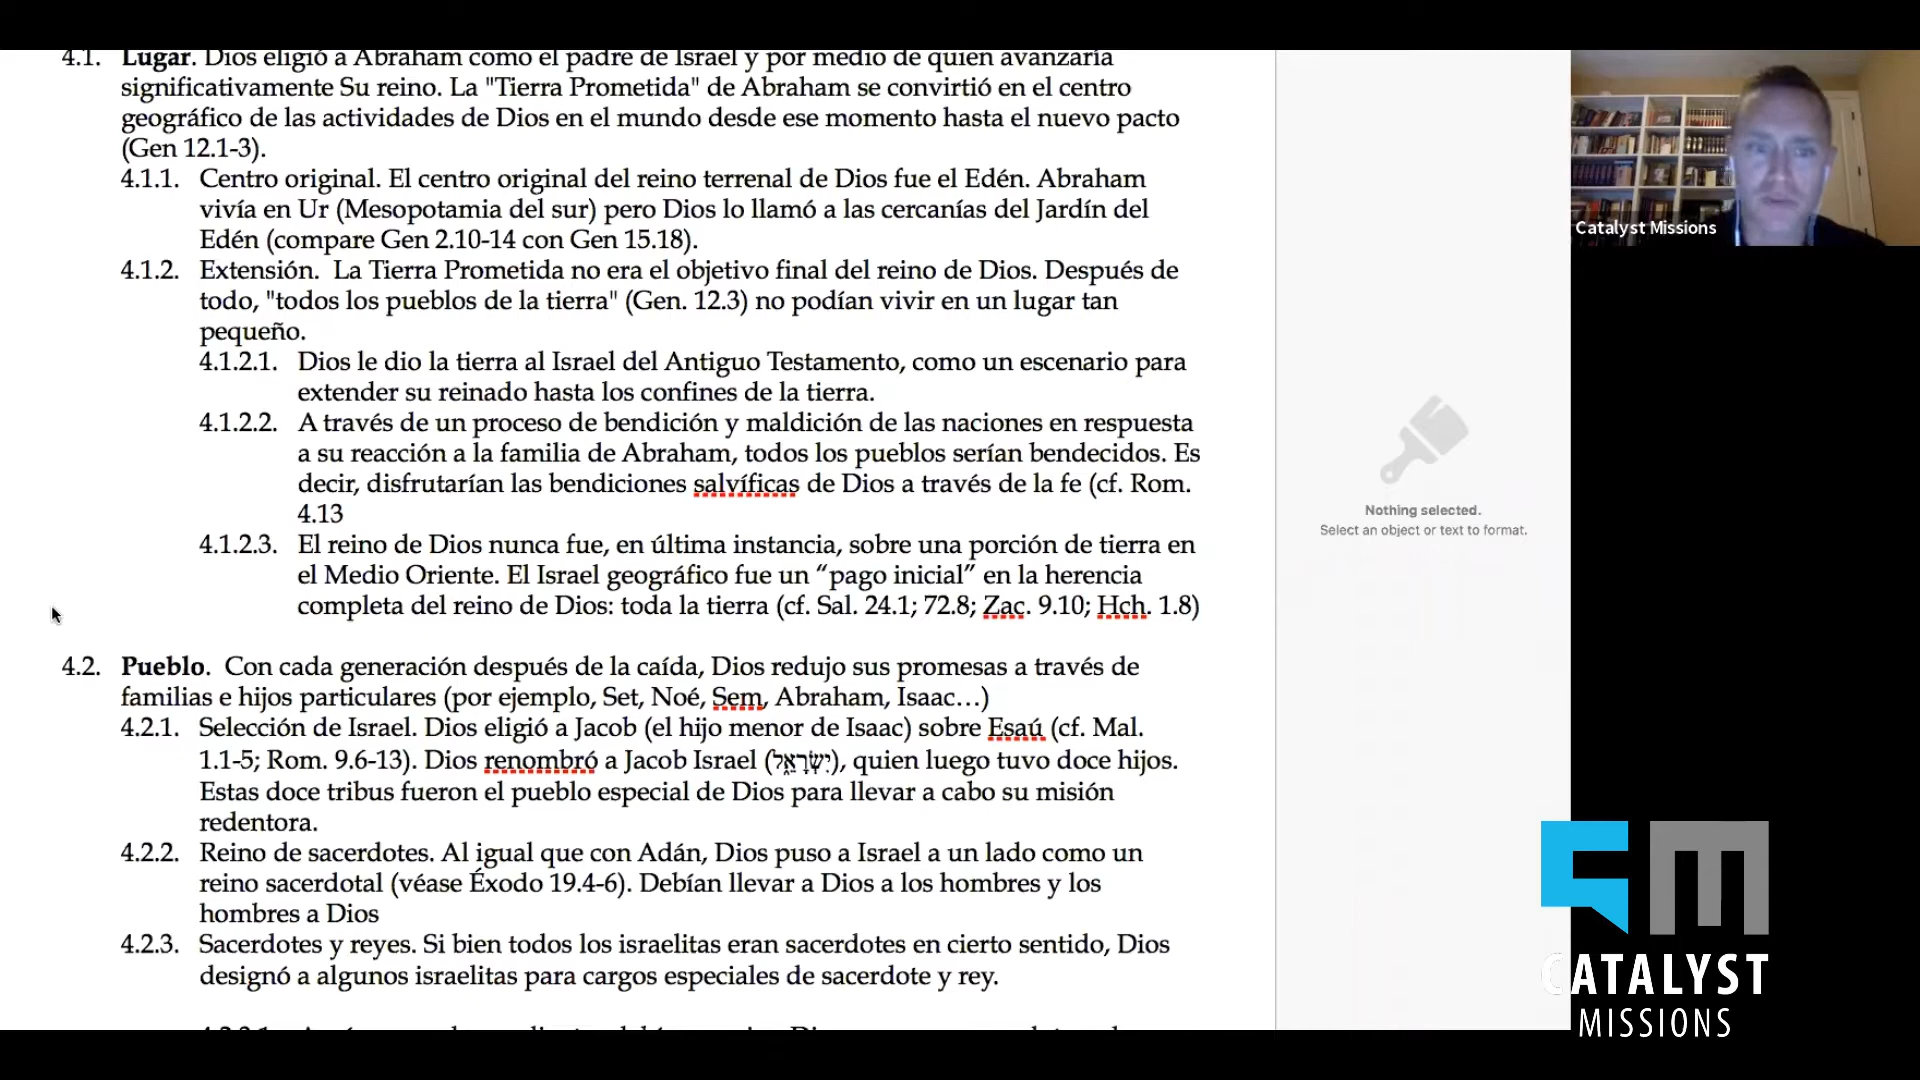 4.1. Lugar. Dios eligió a Abraham como el padre de Israel y por medio de quien avanzaría
significativamente Su reino. La "Tierra Prometida" de Abraham se convirtió en el centro
geográfico de las actividades de Dios en el mundo desde ese momento hasta el nuevo pacto
(Gen 12.1-3).
4.1.1. Centro original. El centro original del reino terrenal de Dios fue el Edén. Abraham
vivía en Ur (Mesopotamia del sur) pero Dios lo llamó a las cercanías del Jardín del
Edén (compare Gen 2.10-14 con Gen 15.18).
4.1.2. Extensión. La Tierra Prometida no era el objetivo final del reino de Dios. Después de
todo, "todos los pueblos de la tierra" (Gen. 12.3) no podían vivir en un lugar tan
pequeño.
4.1.2.1. Dios le dio la tierra al Israel del Antiguo Testamento, como un escenario para
extender su reinado hasta los confines de la tierra.
4.1.2.2. A través de un proceso de bendición y maldición de las naciones en respuesta
a su reacción a la familia de Abraham, todos los pueblos serían bendecidos. Es
decir, disfrutarían las bendiciones salvíficas de Dios a través de la fe (cf. Rom.
4.13
4.1.2.3. El reino de Dios nunca fue, en última instancia, sobre una porción de tierra en
el Medio Oriente. El Israel geográfico fue un “pago inicial” en la herencia
completa del reino de Dios: toda la tierra (cf. Sal. 24.1; 72.8; Zac. 9.10; Hch. 1.8)
4.2. Pueblo. Con cada generación después de la caída, Dios redujo sus promesas a través de
familias e hijos particulares (por ejemplo, Set, Noé, Sem, Abraham, Isaac…)
4.2.1. Selección de Israel. Dios eligió a Jacob (el hijo menor de Isaac) sobre Esaú (cf. Mal.
1.1-5; Rom. 9.6-13). Dios renombró a Jacob Israel (יִשְׂרָאֵ֑ל), quien luego tuvo doce hijos.
Estas doce tribus fueron el pueblo especial de Dios para llevar a cabo su misión
redentora.
4.2.2. Reino de sacerdotes. Al igual que con Adán, Dios puso a Israel a un lado como un
reino sacerdotal (véase Éxodo 19.4-6). Debían llevar a Dios a los hombres y los
hombres a Dios
4.2.3. Sacerdotes y reyes. Si bien todos los israelitas eran sacerdotes en cierto sentido, Dios
designó a algunos israelitas para cargos especiales de sacerdote y rey.
Nothing selected.
Select an object or text to format.
Catalyst Missions
CATALYST
MISSIONS